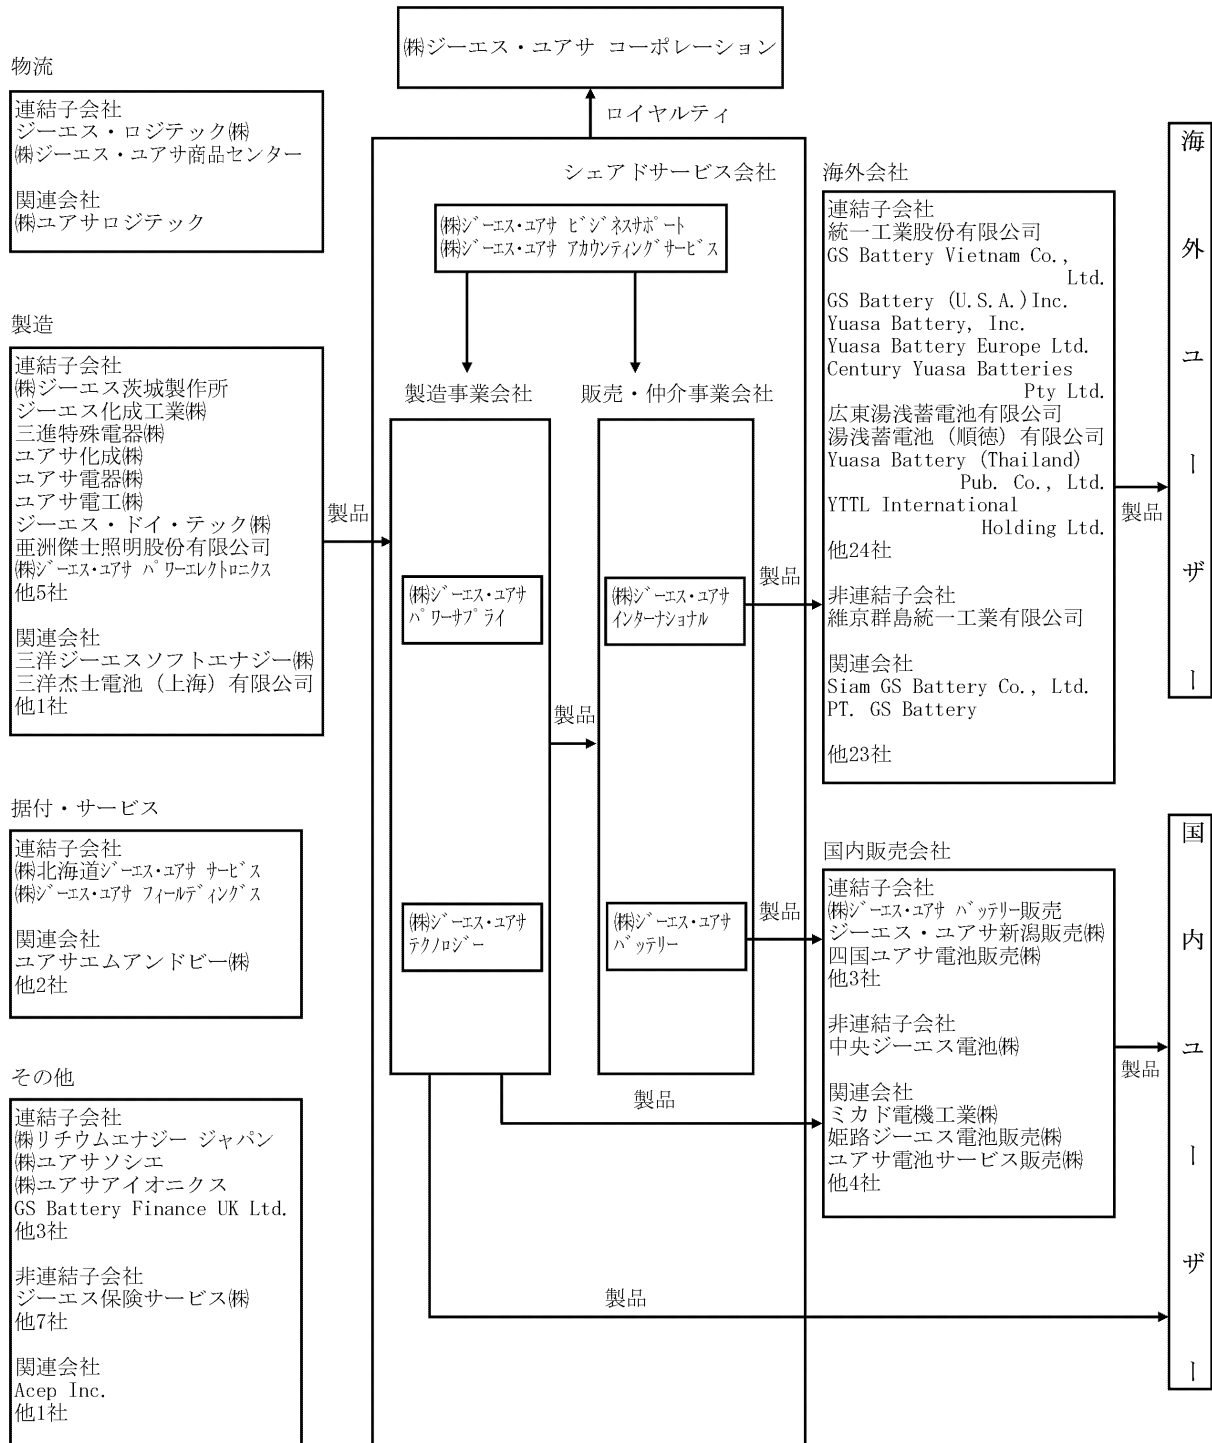 ㈱ジーエス・ユアサ コーポレーション
ロイヤルティ
物流
連結子会社
ジーエス・ロジテック㈱
㈱ジーエス・ユアサ商品センター
関連会社
㈱ユアサロジテック
製造
連結子会社
㈱ジーエス茨城製作所
ジーエス化成工業㈱
三進特殊電器㈱
ユアサ化成㈱
ユアサ電器㈱
ユアサ電工㈱
ジーエス・ドイ・テック㈱
亜洲傑士照明股份有限公司
㈱ジーエス・ユアサ パワーエレクトロニクス
他5社
関連会社
三洋ジーエスソフトエナジー㈱
三洋杰士電池（上海）有限公司
他1社
製品
据付・サービス
連結子会社
㈱北海道ジーエス・ユアサ サービス
㈱ジーエス・ユアサ フィールディングス
関連会社
ユアサエムアンドビー㈱
他2社
その他
連結子会社
㈱リチウムエナジー ジャパン
㈱ユアサソシエ
㈱ユアサアイオニクス
GS Battery Finance UK Ltd.
他3社
非連結子会社
ジーエス保険サービス㈱
他7社
関連会社
Acep Inc.
他1社
シェアドサービス会社
㈱ジーエス・ユアサ ビジネスサポート
㈱ジーエス・ユアサ アカウンティングサービス
製造事業会社
㈱ジーエス・ユアサ
パワーサプライ
㈱ジーエス・ユアサ
テクノロジー
製品
販売・仲介事業会社
㈱ジーエス・ユアサ
インターナショナル
㈱ジーエス・ユアサ
バッテリー
製品
製品
製品
製品
海外会社
連結子会社
統一工業股份有限公司
GS Battery Vietnam Co.,
Ltd.
GS Battery (U.S.A.)Inc.
Yuasa Battery, Inc.
Yuasa Battery Europe Ltd.
Century Yuasa Batteries
Pty Ltd.
広東湯浅蓄電池有限公司
湯浅蓄電池（順徳）有限公司
Yuasa Battery (Thailand)
Pub. Co., Ltd.
YTTL International
Holding Ltd.
他24社
非連結子会社
維京群島統一工業有限公司
関連会社
Siam GS Battery Co., Ltd.
PT. GS Battery
他23社
製品
国内販売会社
連結子会社
㈱ジーエス・ユアサ バッテリー販売
ジーエス・ユアサ新潟販売㈱
四国ユアサ電池販売㈱
他3社
非連結子会社
中央ジーエス電池㈱
関連会社
ミカド電機工業㈱
姫路ジーエス電池販売㈱
ユアサ電池サービス販売㈱
他4社
製品
海外ユーザー
国内ユーザー